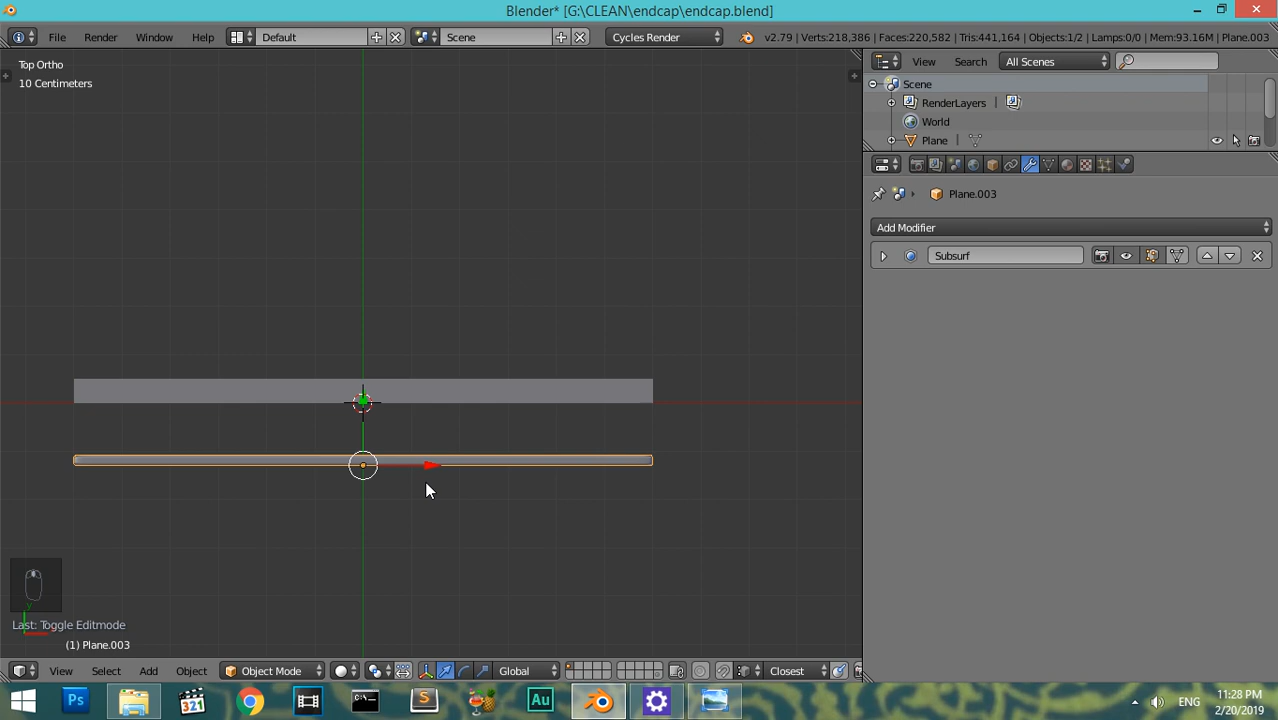 Blender* [G:\CLEAN\endcap\endcap.blend]
File Render Window Help Default Scene Cycles Render v2.79 | Verts:218,386 | Faces:220,582 | Tris:441,164 | Objects:1/2 | Lamps:0/0 | Mem:93.16M | Plane.003
Top Ortho
10 Centimeters
View Search All Scenes
Scene
RenderLayers
World
Plane
Plane.003
Add Modifier
Subsurf
y
Last: Toggle Editmode
(1) Plane.003
View Select Add Object Object Mode Global Closest
Ps 321 S Au ENG 11:28 PM
2/20/2019